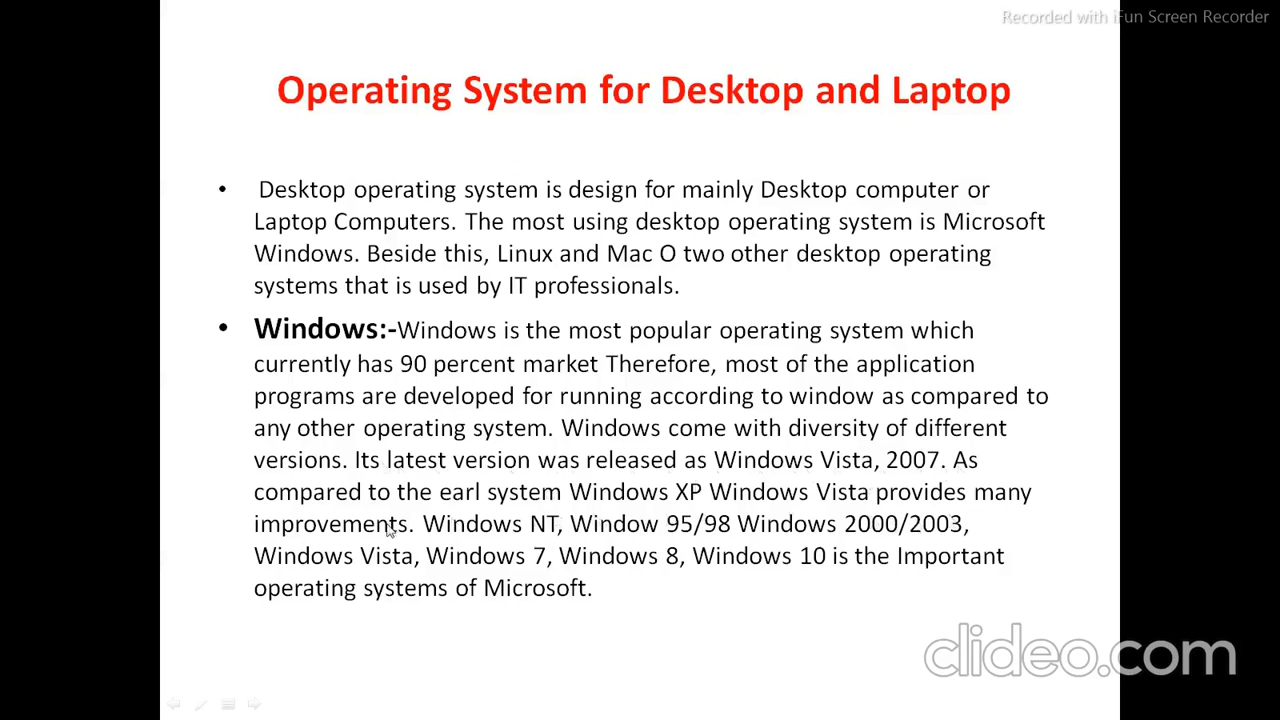 Recorded with iFun Screen Recorder
Operating System for Desktop and Laptop
• Desktop operating system is design for mainly Desktop computer or
Laptop Computers. The most using desktop operating system is Microsoft
Windows. Beside this, Linux and Mac O two other desktop operating
systems that is used by IT professionals.
• Windows:-Windows is the most popular operating system which
currently has 90 percent market Therefore, most of the application
programs are developed for running according to window as compared to
any other operating system. Windows come with diversity of different
versions. Its latest version was released as Windows Vista, 2007. As
compared to the earl system Windows XP Windows Vista provides many
improvements. Windows NT, Window 95/98 Windows 2000/2003,
Windows Vista, Windows 7, Windows 8, Windows 10 is the Important
operating systems of Microsoft.
clideo.com